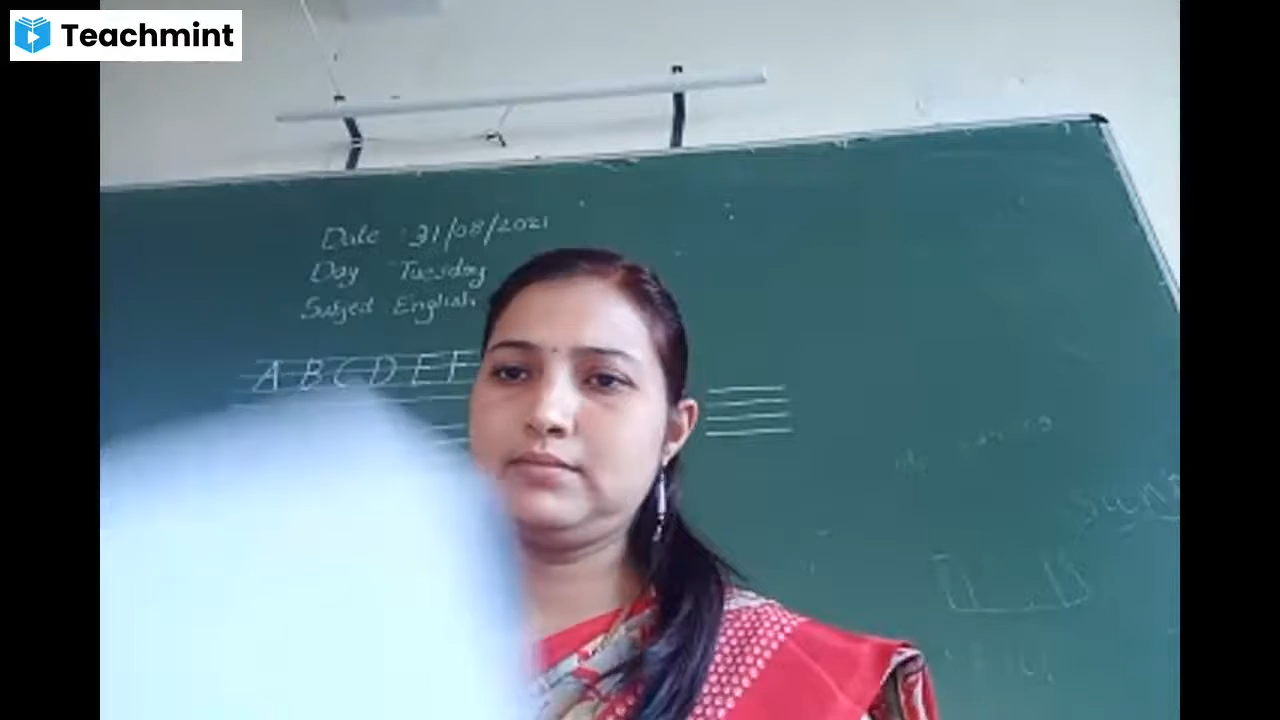 Teachmint
Date : 31/08/2021
Day Tuesday
Subject English
A B C D E F